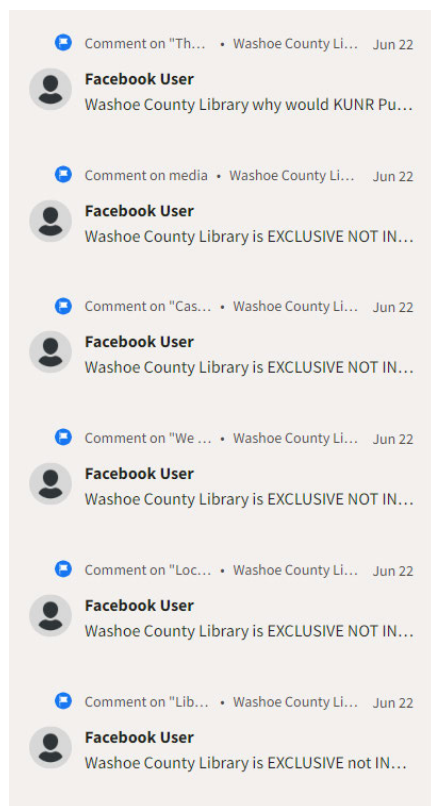 Comment on "Th... • Washoe County Li... Jun 22
Facebook User
Washoe County Library why would KUNR Pu...
Comment on media • Washoe County Li... Jun 22
Facebook User
Washoe County Library is EXCLUSIVE NOT IN...
Comment on "Cas... • Washoe County Li... Jun 22
Facebook User
Washoe County Library is EXCLUSIVE NOT IN...
Comment on "We ... • Washoe County Li... Jun 22
Facebook User
Washoe County Library is EXCLUSIVE NOT IN...
Comment on "Loc... • Washoe County Li... Jun 22
Facebook User
Washoe County Library is EXCLUSIVE NOT IN...
Comment on "Lib... • Washoe County Li... Jun 22
Facebook User
Washoe County Library is EXCLUSIVE not IN...